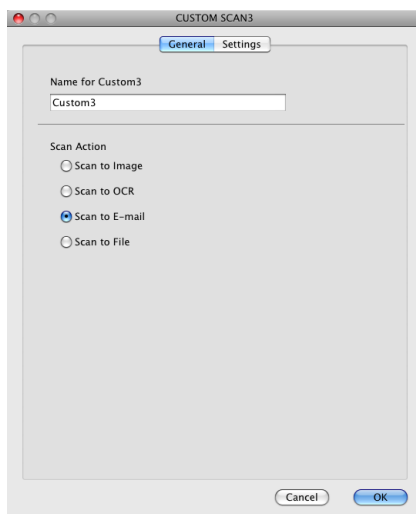 CUSTOM SCAN3
General Settings
Name for Custom3
Custom3
Scan Action
Scan to Image
Scan to OCR
Scan to E-mail
Scan to File
Cancel OK